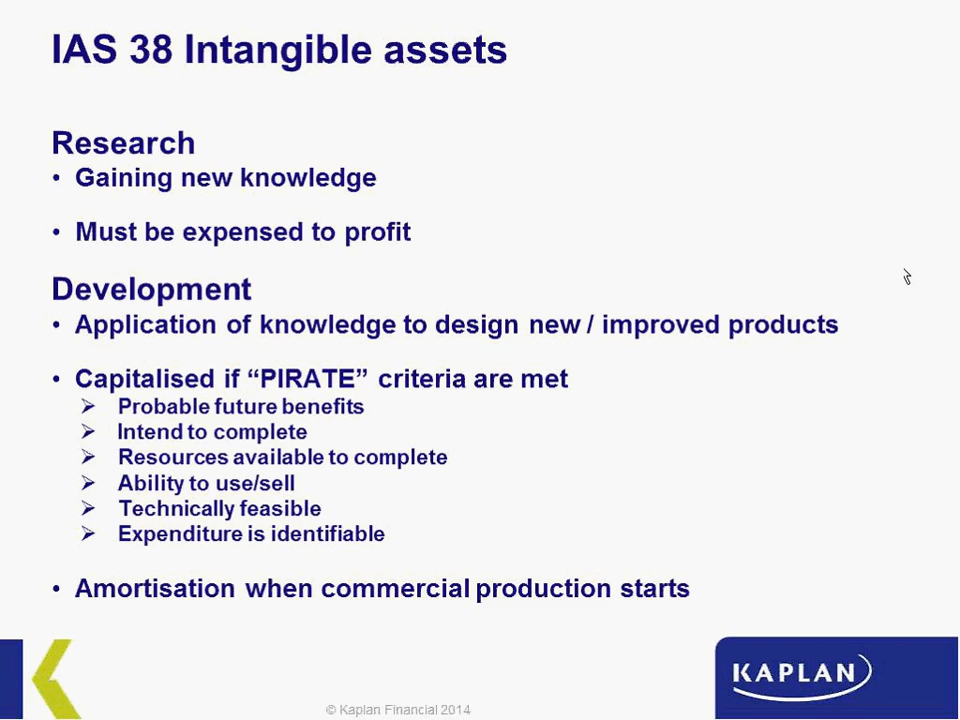 IAS 38 Intangible assets
Research
• Gaining new knowledge
• Must be expensed to profit
Development
• Application of knowledge to design new / improved products
• Capitalised if “PIRATE” criteria are met
➢ Probable future benefits
➢ Intend to complete
➢ Resources available to complete
➢ Ability to use/sell
➢ Technically feasible
➢ Expenditure is identifiable
• Amortisation when commercial production starts
KAPLAN
© Kaplan Financial 2014